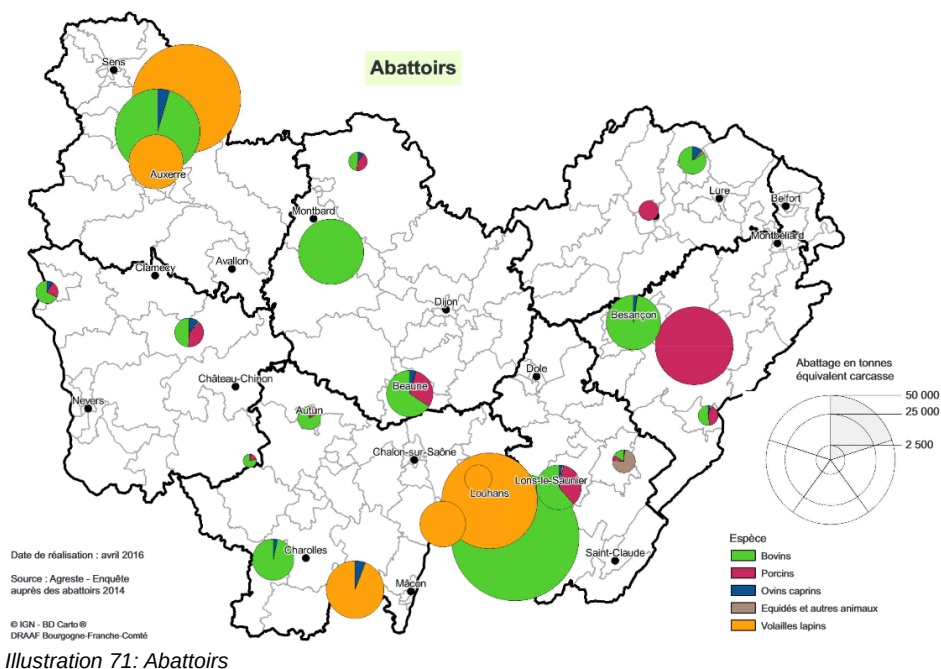 Abattoirs
Sens
Auxerre
Montbard
Lure
Belfort
Montbéliard
Clamecy
Avallon
Dijon
Besançon
Château-Chinon
Nevers
Beaune
Dole
Autun
Chalon-sur-Saône
Lons-le-Saunier
Louhans
Charolles
Mâcon
Saint-Claude
Abattage en tonnes
équivalent carcasse
50 000
25 000
2 500
Espèce
Bovins
Porcins
Ovins caprins
Equidés et autres animaux
Volailles lapins
Date de réalisation : avril 2016
Source : Agreste - Enquête
auprès des abattoirs 2014
© IGN - BD Carto ®
DRAAF Bourgogne-Franche-Comté
Illustration 71: Abattoirs